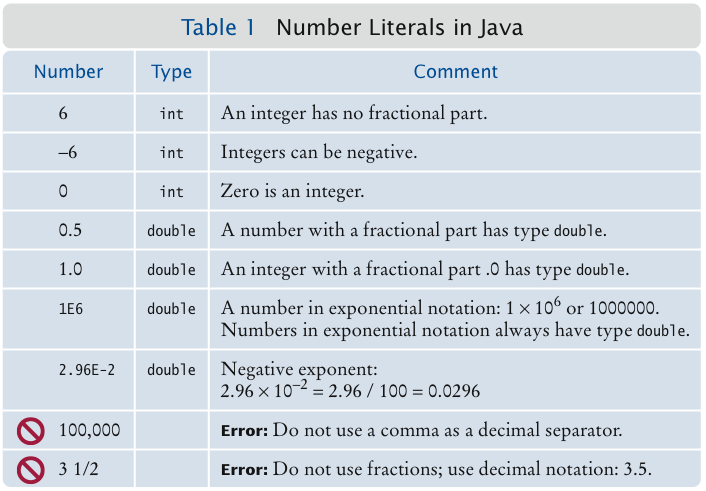 Table 1 Number Literals in Java
Number Type Comment
6 int An integer has no fractional part.
–6 int Integers can be negative.
0 int Zero is an integer.
0.5 double A number with a fractional part has type double.
1.0 double An integer with a fractional part .0 has type double.
1E6 double A number in exponential notation: 1 × 10⁶ or 1000000.
Numbers in exponential notation always have type double.
2.96E-2 double Negative exponent:
2.96 × 10⁻² = 2.96 / 100 = 0.0296
100,000 Error: Do not use a comma as a decimal separator.
3 1/2 Error: Do not use fractions; use decimal notation: 3.5.